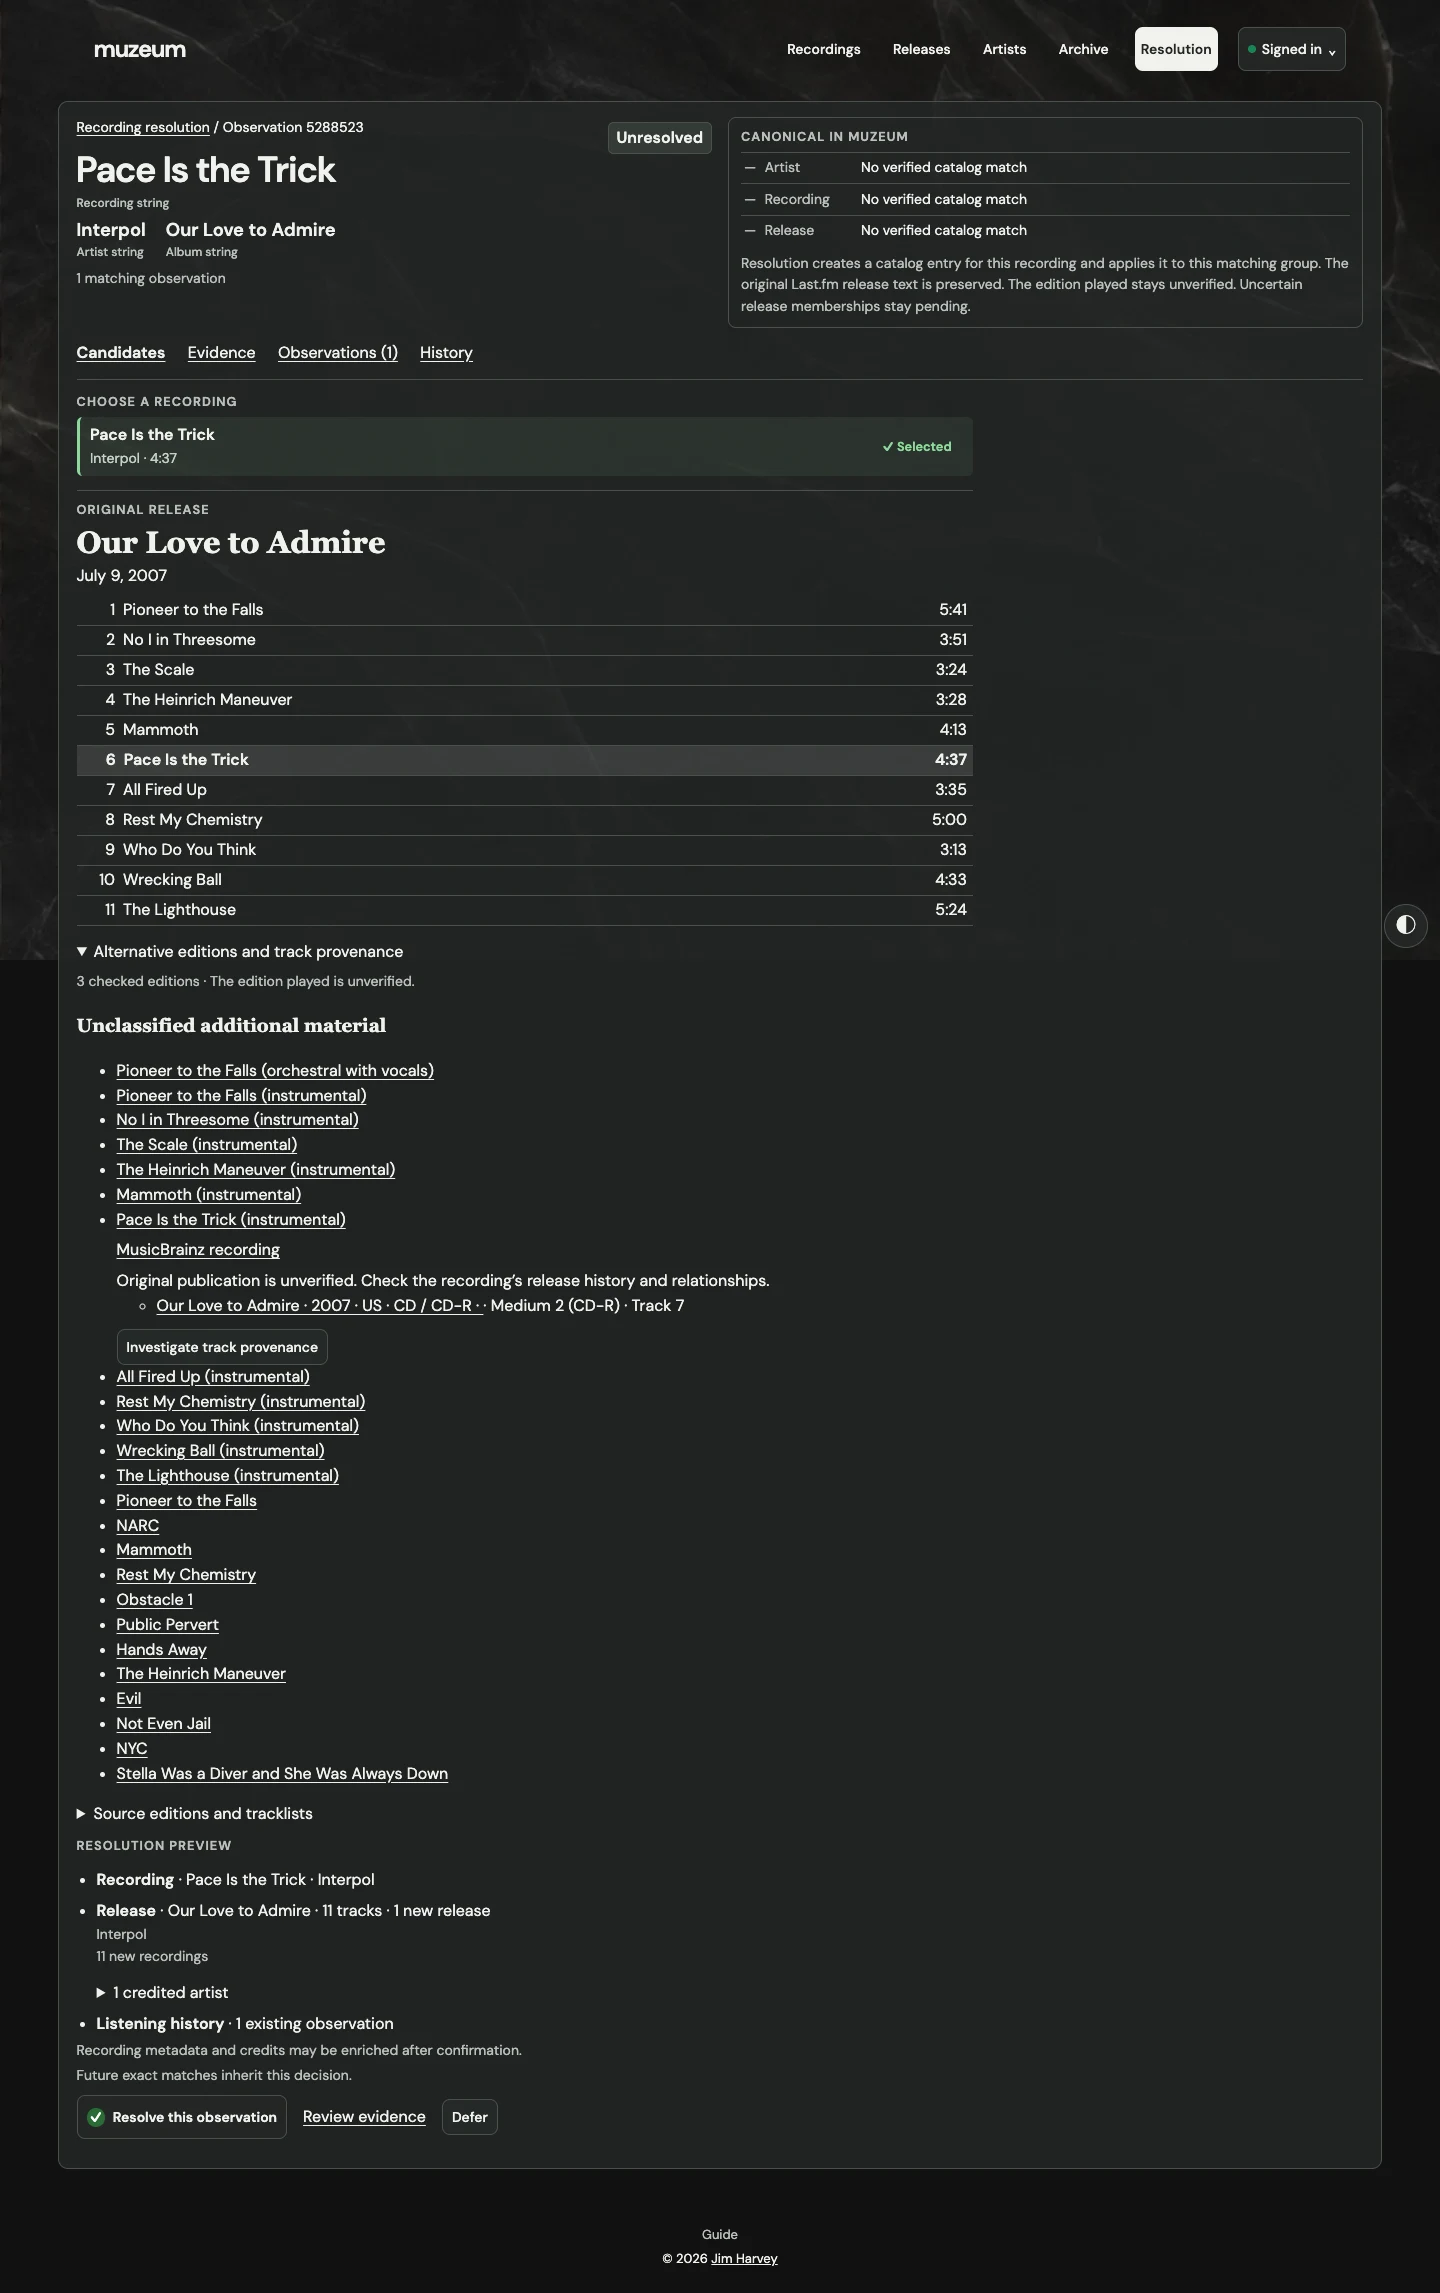 muzeum
Recordings
Releases
Artists
Archive
Resolution
Signed in
Recording resolution / Observation 5288523
Unresolved
Pace Is the Trick
Recording string
Interpol
Our Love to Admire
Artist string
Album string
1 matching observation
CANONICAL IN MUZEUM
— Artist No verified catalog match
— Recording No verified catalog match
— Release No verified catalog match
Resolution creates a catalog entry for this recording and applies it to this matching group. The
original Last.fm release text is preserved. The edition played stays unverified. Uncertain
release memberships stay pending.
Candidates
Evidence
Observations (1)
History
CHOOSE A RECORDING
Pace Is the Trick
Interpol · 4:37
✓ Selected
ORIGINAL RELEASE
Our Love to Admire
July 9, 2007
1 Pioneer to the Falls 5:41
2 No I in Threesome 3:51
3 The Scale 3:24
4 The Heinrich Maneuver 3:28
5 Mammoth 4:13
6 Pace Is the Trick 4:37
7 All Fired Up 3:35
8 Rest My Chemistry 5:00
9 Who Do You Think 3:13
10 Wrecking Ball 4:33
11 The Lighthouse 5:24
▼ Alternative editions and track provenance
3 checked editions · The edition played is unverified.
Unclassified additional material
• Pioneer to the Falls (orchestral with vocals)
• Pioneer to the Falls (instrumental)
• No I in Threesome (instrumental)
• The Scale (instrumental)
• The Heinrich Maneuver (instrumental)
• Mammoth (instrumental)
• Pace Is the Trick (instrumental)
MusicBrainz recording
Original publication is unverified. Check the recording’s release history and relationships.
◦ Our Love to Admire · 2007 · US · CD / CD-R · · Medium 2 (CD-R) · Track 7
Investigate track provenance
• All Fired Up (instrumental)
• Rest My Chemistry (instrumental)
• Who Do You Think (instrumental)
• Wrecking Ball (instrumental)
• The Lighthouse (instrumental)
• Pioneer to the Falls
• NARC
• Mammoth
• Rest My Chemistry
• Obstacle 1
• Public Pervert
• Hands Away
• The Heinrich Maneuver
• Evil
• Not Even Jail
• NYC
• Stella Was a Diver and She Was Always Down
▶ Source editions and tracklists
RESOLUTION PREVIEW
• Recording · Pace Is the Trick · Interpol
• Release · Our Love to Admire · 11 tracks · 1 new release
Interpol
11 new recordings
▶ 1 credited artist
• Listening history · 1 existing observation
Recording metadata and credits may be enriched after confirmation.
Future exact matches inherit this decision.
Resolve this observation
Review evidence
Defer
Guide
© 2026 Jim Harvey